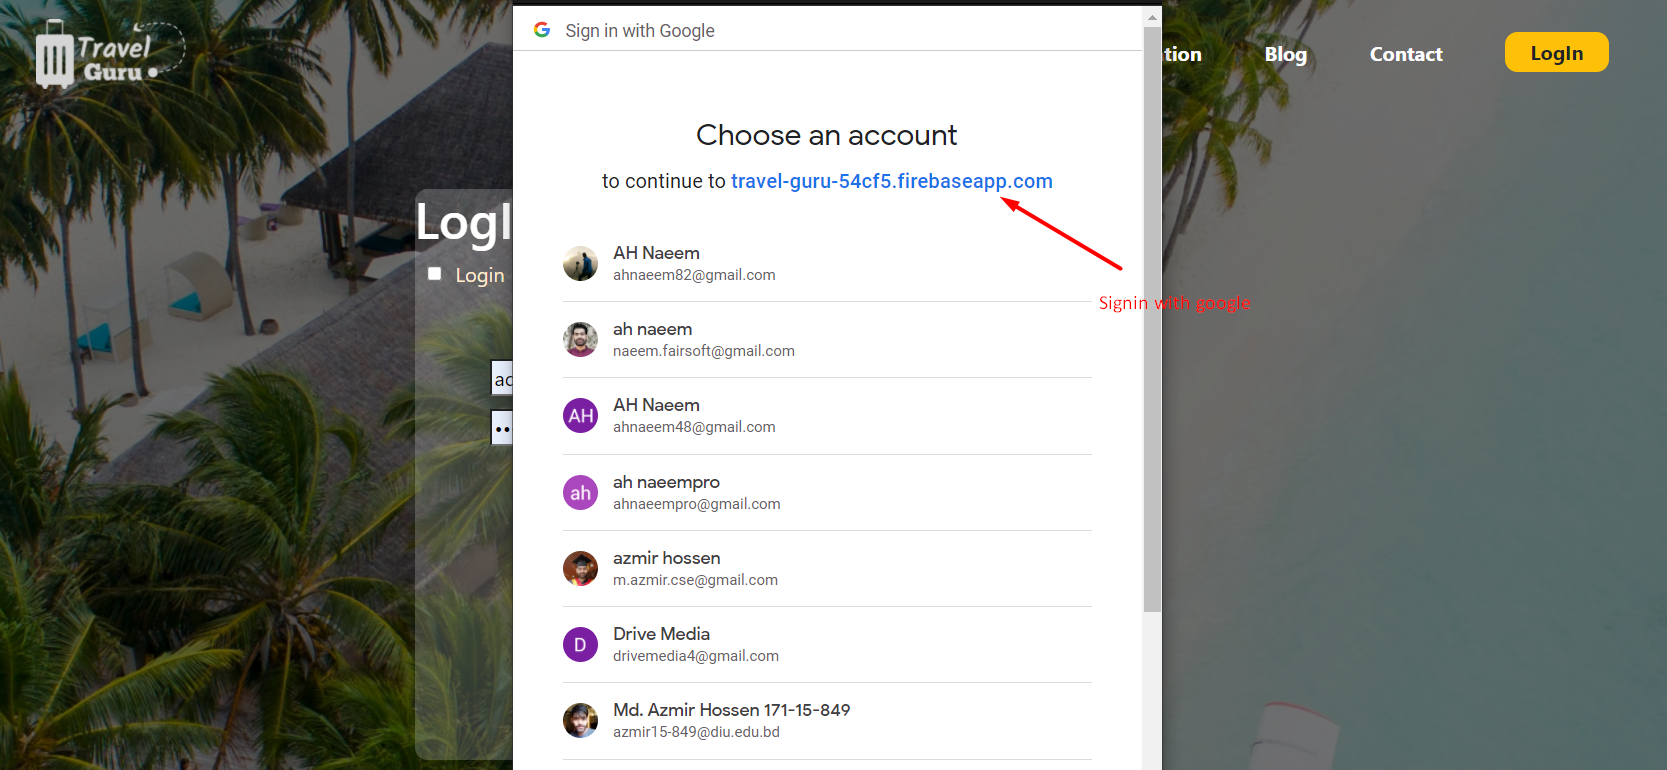 Sign in with Google
Travel
Guru
tion
Blog
Contact
LogIn
Choose an account
to continue to travel-guru-54cf5.firebaseapp.com
LogI
Login
AH Naeem
ahnaeem82@gmail.com
Signin with google
ah naeem
naeem.fairsoft@gmail.com
ac
AH
AH Naeem
ahnaeem48@gmail.com
ah
ah naeempro
ahnaeempro@gmail.com
azmir hossen
m.azmir.cse@gmail.com
D
Drive Media
drivemedia4@gmail.com
Md. Azmir Hossen 171-15-849
azmir15-849@diu.edu.bd